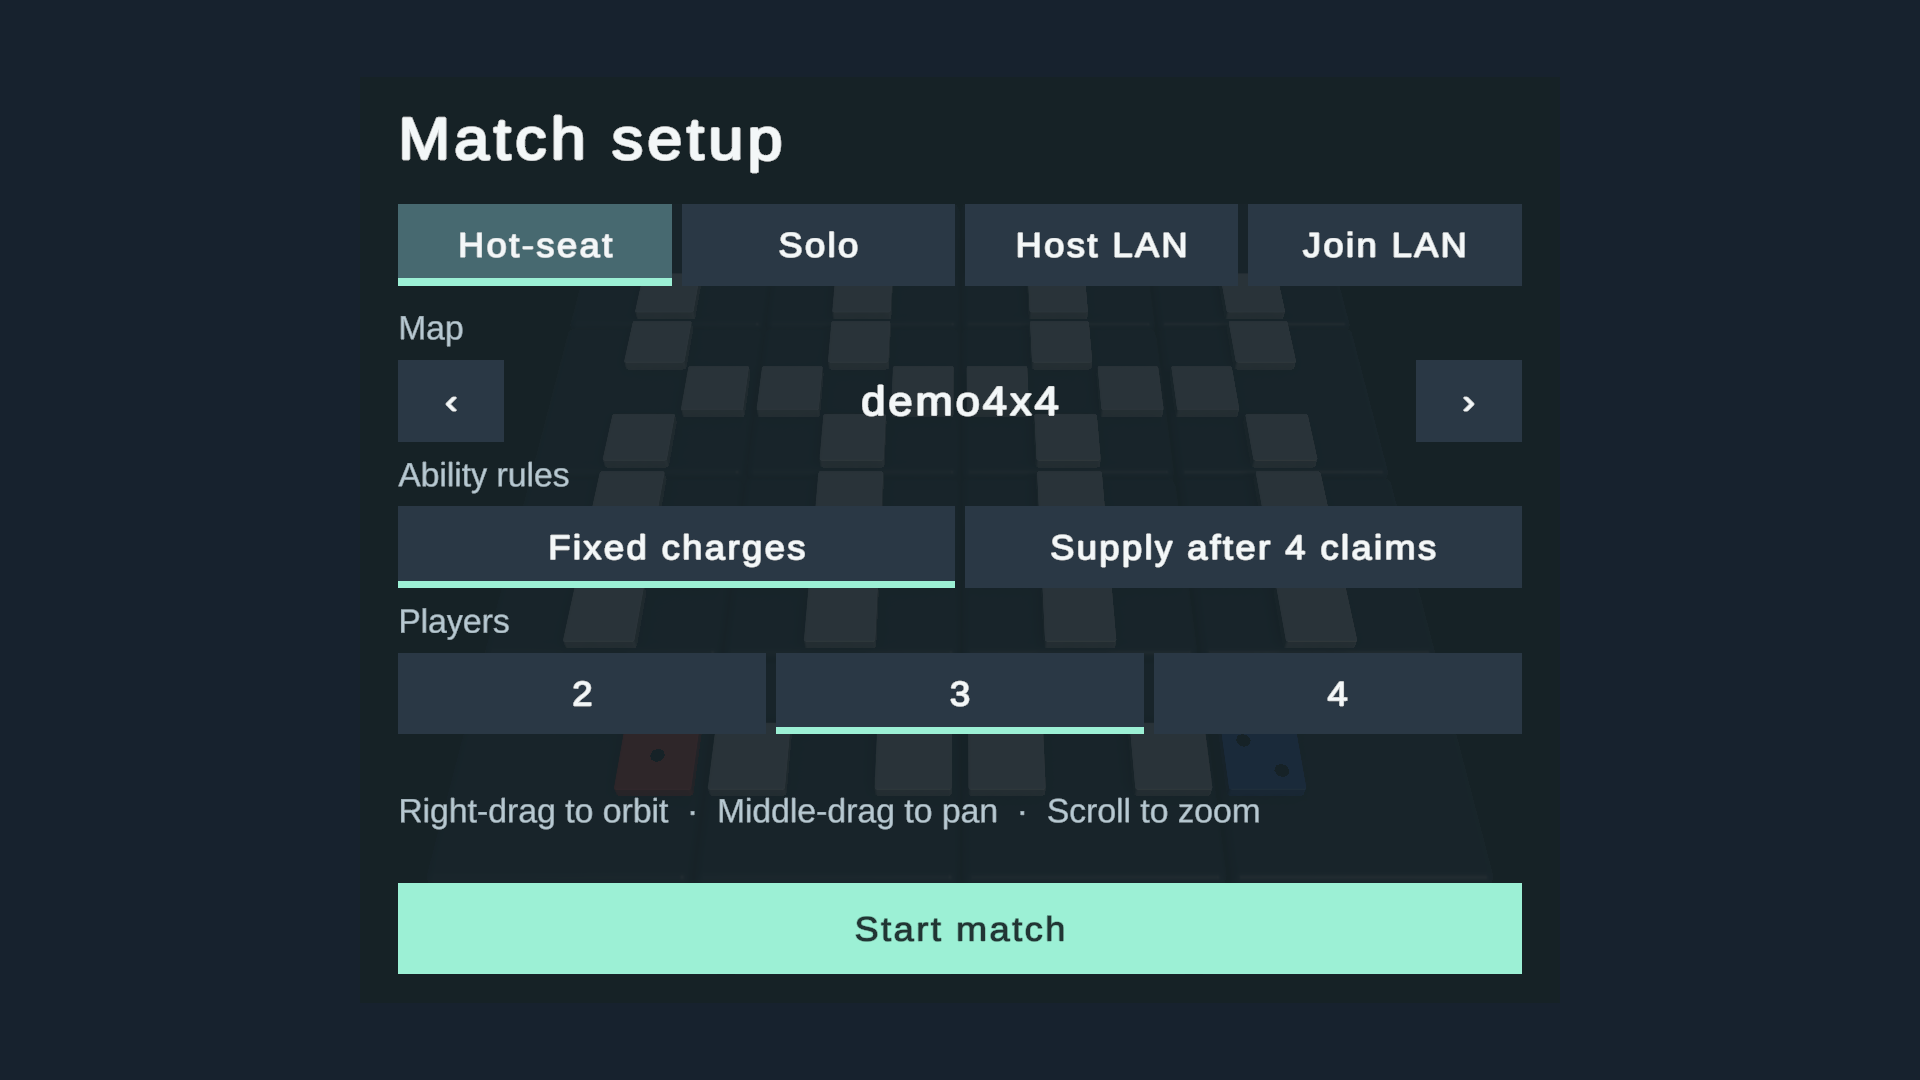 Match setup
Hot-seat
Solo
Host LAN
Join LAN
Map
‹ demo4x4 ›
Ability rules
Fixed charges
Supply after 4 claims
Players
2
3
4
Right-drag to orbit · Middle-drag to pan · Scroll to zoom
Start match